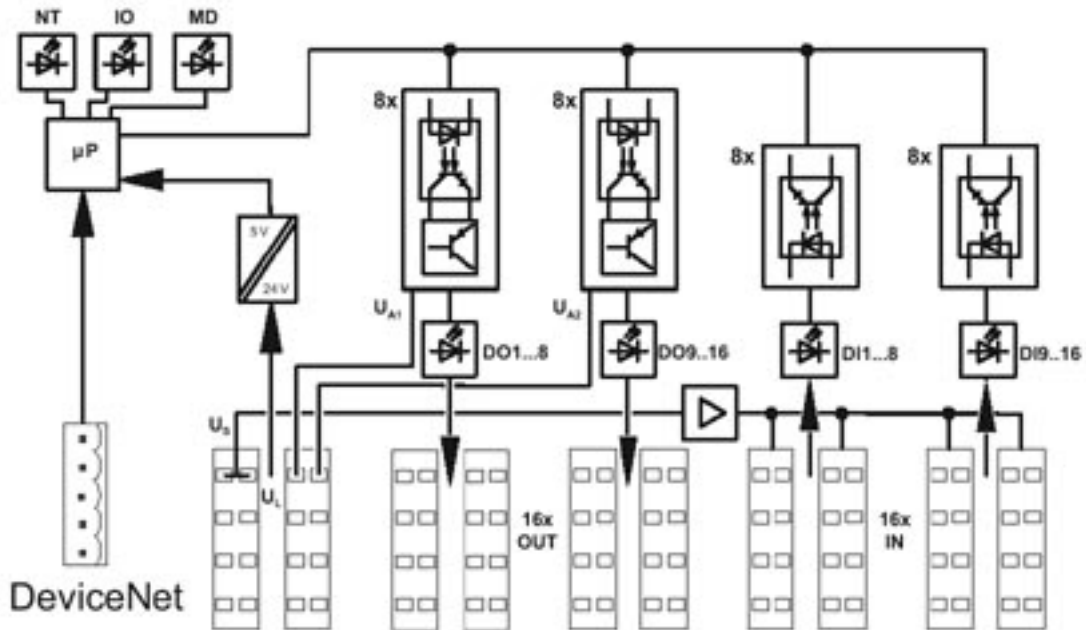 NT IO MD
µP
8x
8x
8x
8x
5V
24V
UA1
UA2
DO1...8
DO9..16
DI1...8
DI9..16
US
UL
16x
OUT
16x
IN
DeviceNet